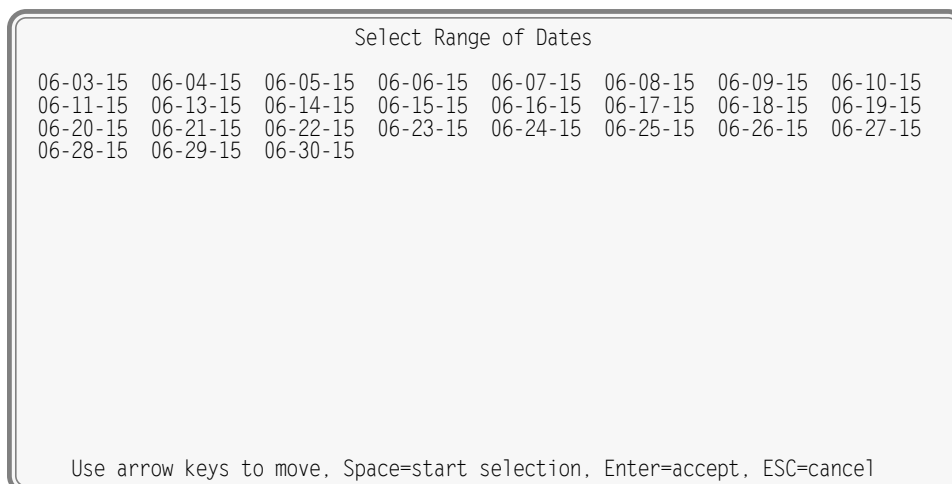 Select Range of Dates
06-03-15 06-04-15 06-05-15 06-06-15 06-07-15 06-08-15 06-09-15 06-10-15
06-11-15 06-13-15 06-14-15 06-15-15 06-16-15 06-17-15 06-18-15 06-19-15
06-20-15 06-21-15 06-22-15 06-23-15 06-24-15 06-25-15 06-26-15 06-27-15
06-28-15 06-29-15 06-30-15
Use arrow keys to move, Space=start selection, Enter=accept, ESC=cancel